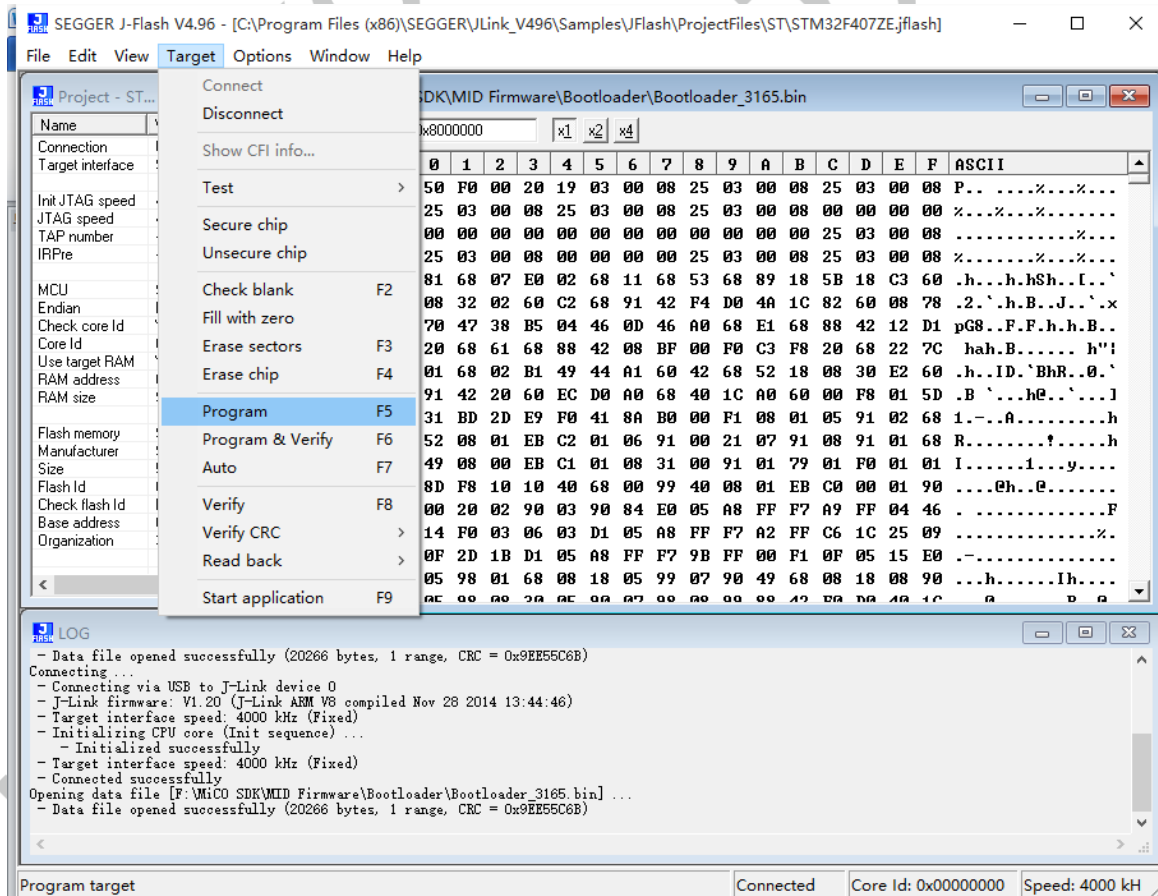 SEGGER J-Flash V4.96 - [C:\Program Files (x86)\SEGGER\JLink_V496\Samples\JFlash\ProjectFiles\ST\STM32F407ZE.jflash]
File Edit View Target Options Window Help
Project - ST...
SDK\MID Firmware\Bootloader\Bootloader_3165.bin
Name
Connection
Target interface
Init JTAG speed
JTAG speed
TAP number
IRPre
MCU
Endian
Check core Id
Core Id
Use target RAM
RAM address
RAM size
Flash memory
Manufacturer
Size
Flash Id
Check flash Id
Base address
Organization
Connect
Disconnect
Show CFI info...
Test
Secure chip
Unsecure chip
Check blank F2
Fill with zero
Erase sectors F3
Erase chip F4
Program F5
Program & Verify F6
Auto F7
Verify F8
Verify CRC
Read back
Start application F9
0x8000000 x1 x2 x4
0 1 2 3 4 5 6 7 8 9 A B C D E F ASCII
50 F0 00 20 19 03 00 08 25 03 00 08 25 03 00 08 P.. ....%...%...
25 03 00 08 25 03 00 08 25 03 00 08 00 00 00 00 %...%...%.......
00 00 00 00 00 00 00 00 00 00 00 00 25 03 00 08 ............%...
25 03 00 08 00 00 00 00 25 03 00 08 25 03 00 08 %.......%...%...
81 68 07 E0 02 68 11 68 53 68 89 18 5B 18 C3 60 .h...h.hSh..[..`
08 32 02 60 C2 68 91 42 F4 D0 4A 1C 82 60 08 78 .2.`.h.B..J..`.x
70 47 38 B5 04 46 0D 46 A0 68 E1 68 88 42 12 D1 pG8..F.F.h.h.B..
20 68 61 68 88 42 08 BF 00 F0 C3 F8 20 68 22 7C  hah.B...... h"|
01 68 02 B1 49 44 A1 60 42 68 52 18 08 30 E2 60 .h..ID.`BhR..0.`
91 42 20 60 EC D0 A0 68 40 1C A0 60 00 F8 01 5D .B `...h@..`...]
31 BD 2D E9 F0 41 8A B0 00 F1 08 01 05 91 02 68 1.-..A.........h
52 08 01 EB C2 01 06 91 00 21 07 91 08 91 01 68 R........!.....h
49 08 00 EB C1 01 08 31 00 91 01 79 01 F0 01 01 I......1...y....
8D F8 10 10 40 68 00 99 40 08 01 EB C0 00 01 90 ....@h..@.......
00 20 02 90 03 90 84 E0 05 A8 FF F7 A9 FF 04 46 . .............F
14 F0 03 06 03 D1 05 A8 FF F7 A2 FF C6 1C 25 09 ..............%.
0F 2D 1B D1 05 A8 FF F7 9B FF 00 F1 0F 05 15 E0 .-..............
05 98 01 68 08 18 05 99 07 90 49 68 08 18 08 90 ...h......Ih....
LOG
- Data file opened successfully (20266 bytes, 1 range, CRC = 0x9EE55C6B)
Connecting ...
- Connecting via USB to J-Link device 0
- J-Link firmware: V1.20 (J-Link ARM V8 compiled Nov 28 2014 13:44:46)
- Target interface speed: 4000 kHz (Fixed)
- Initializing CPU core (Init sequence) ...
- Initialized successfully
- Target interface speed: 4000 kHz (Fixed)
- Connected successfully
Opening data file [F:\MiCO SDK\MID Firmware\Bootloader\Bootloader_3165.bin] ...
- Data file opened successfully (20266 bytes, 1 range, CRC = 0x9EE55C6B)
Program target
Connected
Core Id: 0x00000000
Speed: 4000 kH